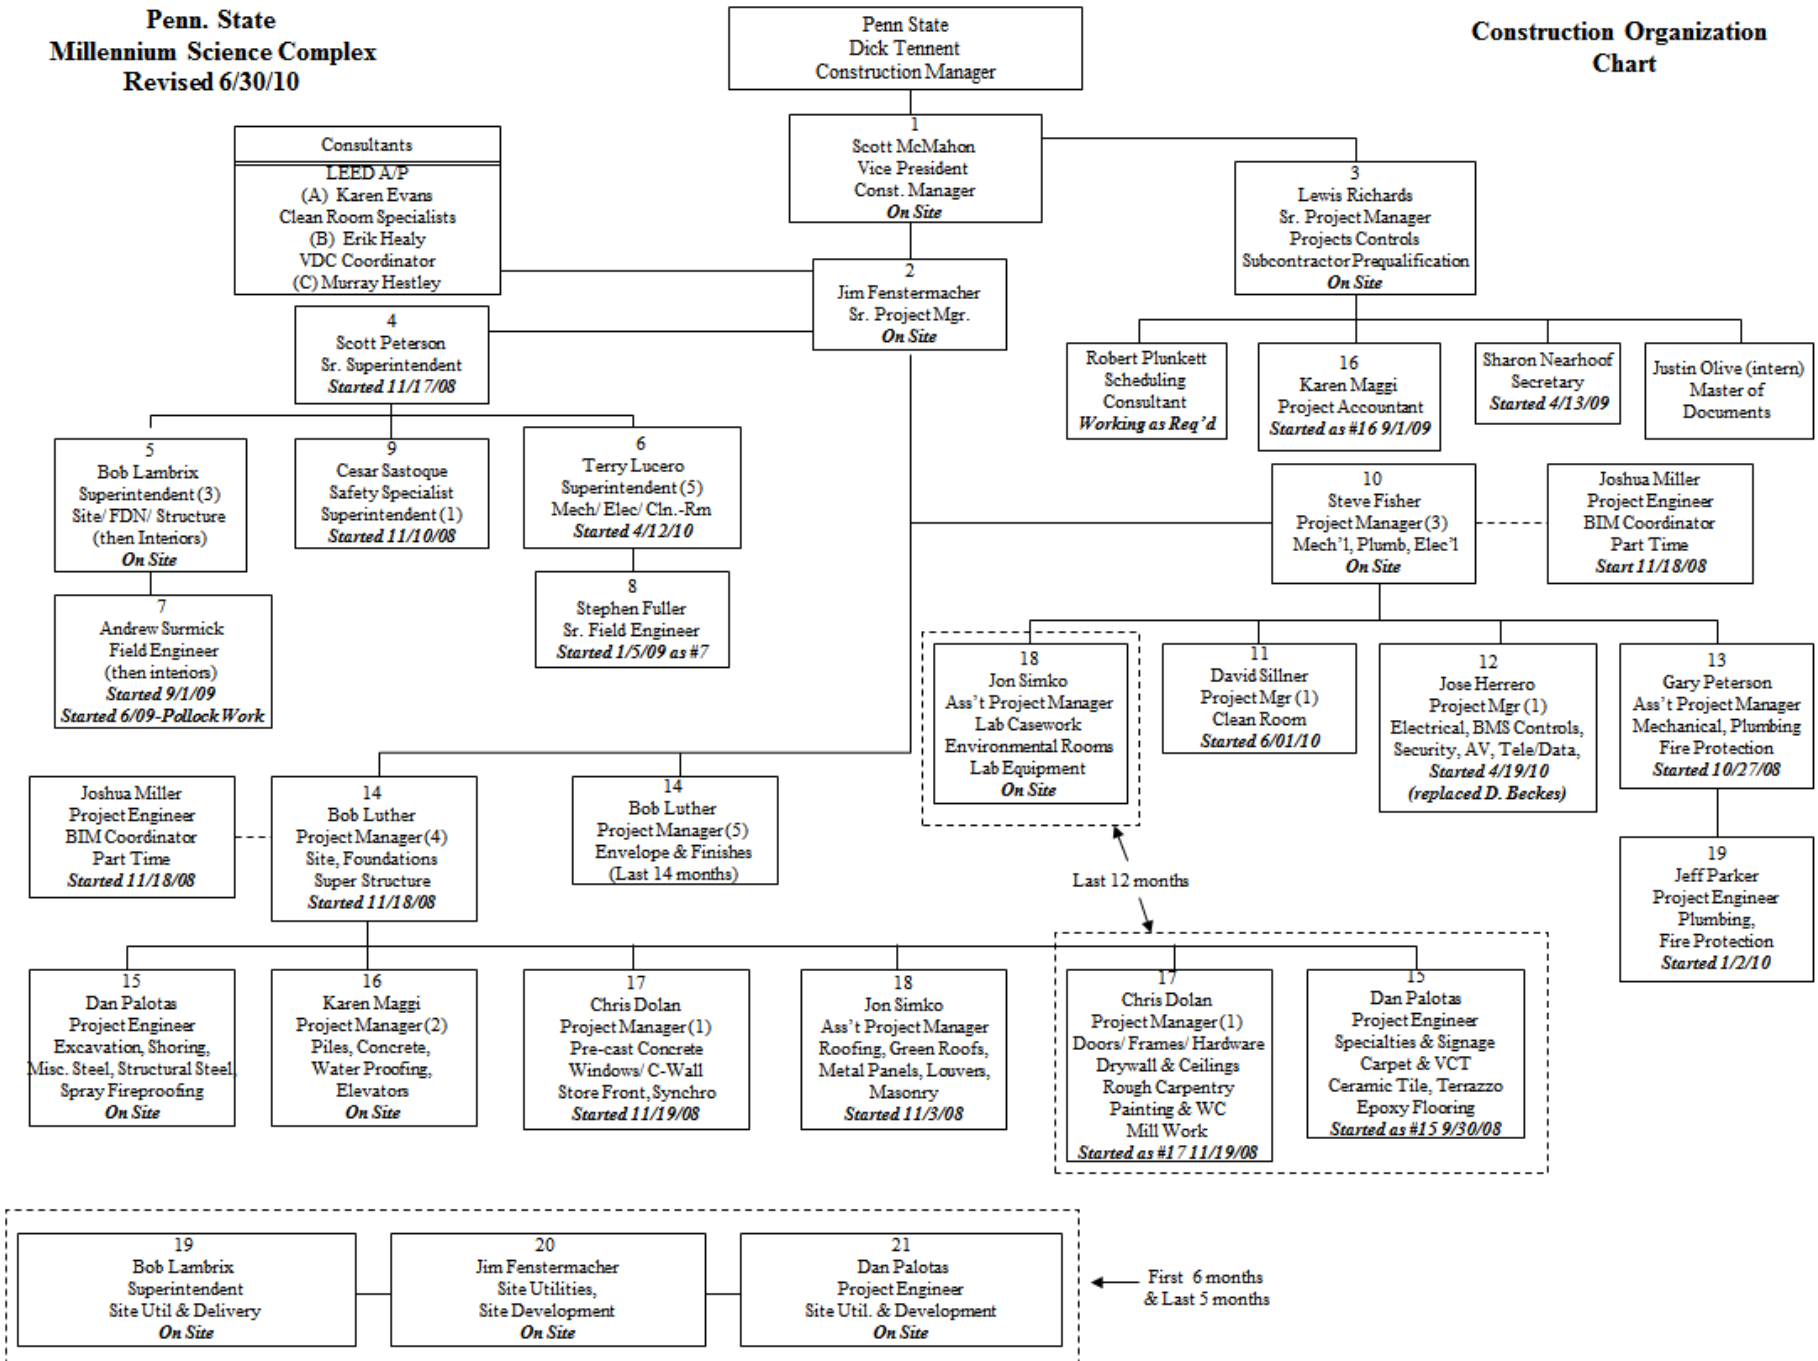 Penn. State
Millennium Science Complex
Revised 6/30/10
Penn State
Dick Tennent
Construction Manager
Construction Organization
Chart
Consultants
LEED A/P
(A) Karen Evans
Clean Room Specialists
(B) Erik Healy
VDC Coordinator
(C) Murray Hestley
1
Scott McMahon
Vice President
Const. Manager
On Site
3
Lewis Richards
Sr. Project Manager
Projects Controls
Subcontractor Prequalification
On Site
2
Jim Fenstermacher
Sr. Project Mgr.
On Site
4
Scott Peterson
Sr. Superintendent
Started 11/17/08
Robert Plunkett
Scheduling
Consultant
Working as Req'd
16
Karen Maggi
Project Accountant
Started as #16 9/1/09
Sharon Nearhoof
Secretary
Started 4/13/09
Justin Olive (intern)
Master of
Documents
5
Bob Lambrix
Superintendent (3)
Site/ FDN/ Structure
(then Interiors)
On Site
9
Cesar Sastoque
Safety Specialist
Superintendent (1)
Started 11/10/08
6
Terry Lucero
Superintendent (5)
Mech/ Elec/ Cln.-Rm
Started 4/12/10
10
Steve Fisher
Project Manager (3)
Mech'l, Plumb, Elec'l
On Site
Joshua Miller
Project Engineer
BIM Coordinator
Part Time
Start 11/18/08
7
Andrew Surmick
Field Engineer
(then interiors)
Started 9/1/09
Started 6/09-Pollock Work
8
Stephen Fuller
Sr. Field Engineer
Started 1/5/09 as #7
18
Jon Simko
Ass't Project Manager
Lab Casework
Environmental Rooms
Lab Equipment
On Site
11
David Sillner
Project Mgr (1)
Clean Room
Started 6/01/10
12
Jose Herrero
Project Mgr (1)
Electrical, BMS Controls,
Security, AV, Tele/Data,
Started 4/19/10
(replaced D. Beckes)
13
Gary Peterson
Ass't Project Manager
Mechanical, Plumbing
Fire Protection
Started 10/27/08
Joshua Miller
Project Engineer
BIM Coordinator
Part Time
Started 11/18/08
14
Bob Luther
Project Manager (4)
Site, Foundations
Super Structure
Started 11/18/08
14
Bob Luther
Project Manager (5)
Envelope & Finishes
(Last 14 months)
Last 12 months
19
Jeff Parker
Project Engineer
Plumbing,
Fire Protection
Started 1/2/10
15
Dan Palotas
Project Engineer
Excavation, Shoring,
Misc. Steel, Structural Steel,
Spray Fireproofing
On Site
16
Karen Maggi
Project Manager (2)
Piles, Concrete,
Water Proofing,
Elevators
On Site
17
Chris Dolan
Project Manager (1)
Pre-cast Concrete
Windows/ C-Wall
Store Front, Synchro
Started 11/19/08
18
Jon Simko
Ass't Project Manager
Roofing, Green Roofs,
Metal Panels, Louvers,
Masonry
Started 11/3/08
17
Chris Dolan
Project Manager (1)
Doors/ Frames/ Hardware
Drywall & Ceilings
Rough Carpentry
Painting & WC
Mill Work
Started as #17 11/19/08
15
Dan Palotas
Project Engineer
Specialties & Signage
Carpet & VCT
Ceramic Tile, Terrazzo
Epoxy Flooring
Started as #15 9/30/08
19
Bob Lambrix
Superintendent
Site Util & Delivery
On Site
20
Jim Fenstermacher
Site Utilities,
Site Development
On Site
21
Dan Palotas
Project Engineer
Site Util. & Development
On Site
First 6 months
& Last 5 months